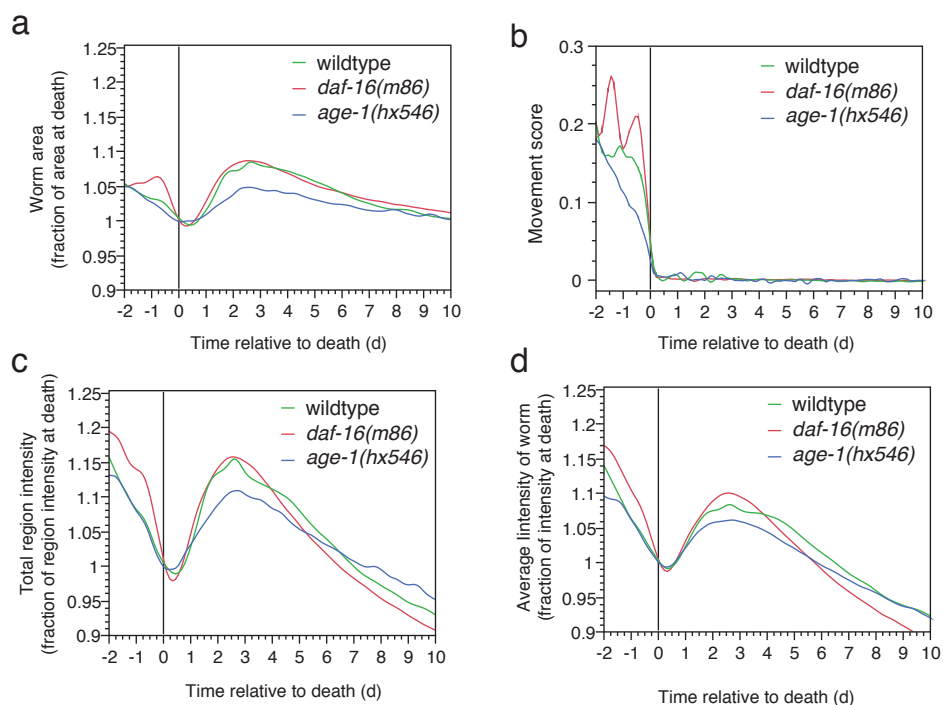 a
1.25
1.2
1.15
1.1
1.05
1
0.95
0.9
-2 -1 0 1 2 3 4 5 6 7 8 9 10
Worm area
(fraction of area at death)
Time relative to death (d)
wildtype
daf-16(m86)
age-1(hx546)
b
0.3
0.2
0.1
0
-2 -1 0 1 2 3 4 5 6 7 8 9 10
Movement score
Time relative to death (d)
wildtype
daf-16(m86)
age-1(hx546)
c
1.25
1.2
1.15
1.1
1.05
1
0.95
0.9
-2 -1 0 1 2 3 4 5 6 7 8 9 10
Total region intensity
(fraction of region intensity at death)
Time relative to death (d)
wildtype
daf-16(m86)
age-1(hx546)
d
1.25
1.2
1.15
1.1
1.05
1
0.95
0.9
-2 -1 0 1 2 3 4 5 6 7 8 9 10
Average lintensity of worm
(fraction of intensity at death)
Time relative to death (d)
wildtype
daf-16(m86)
age-1(hx546)